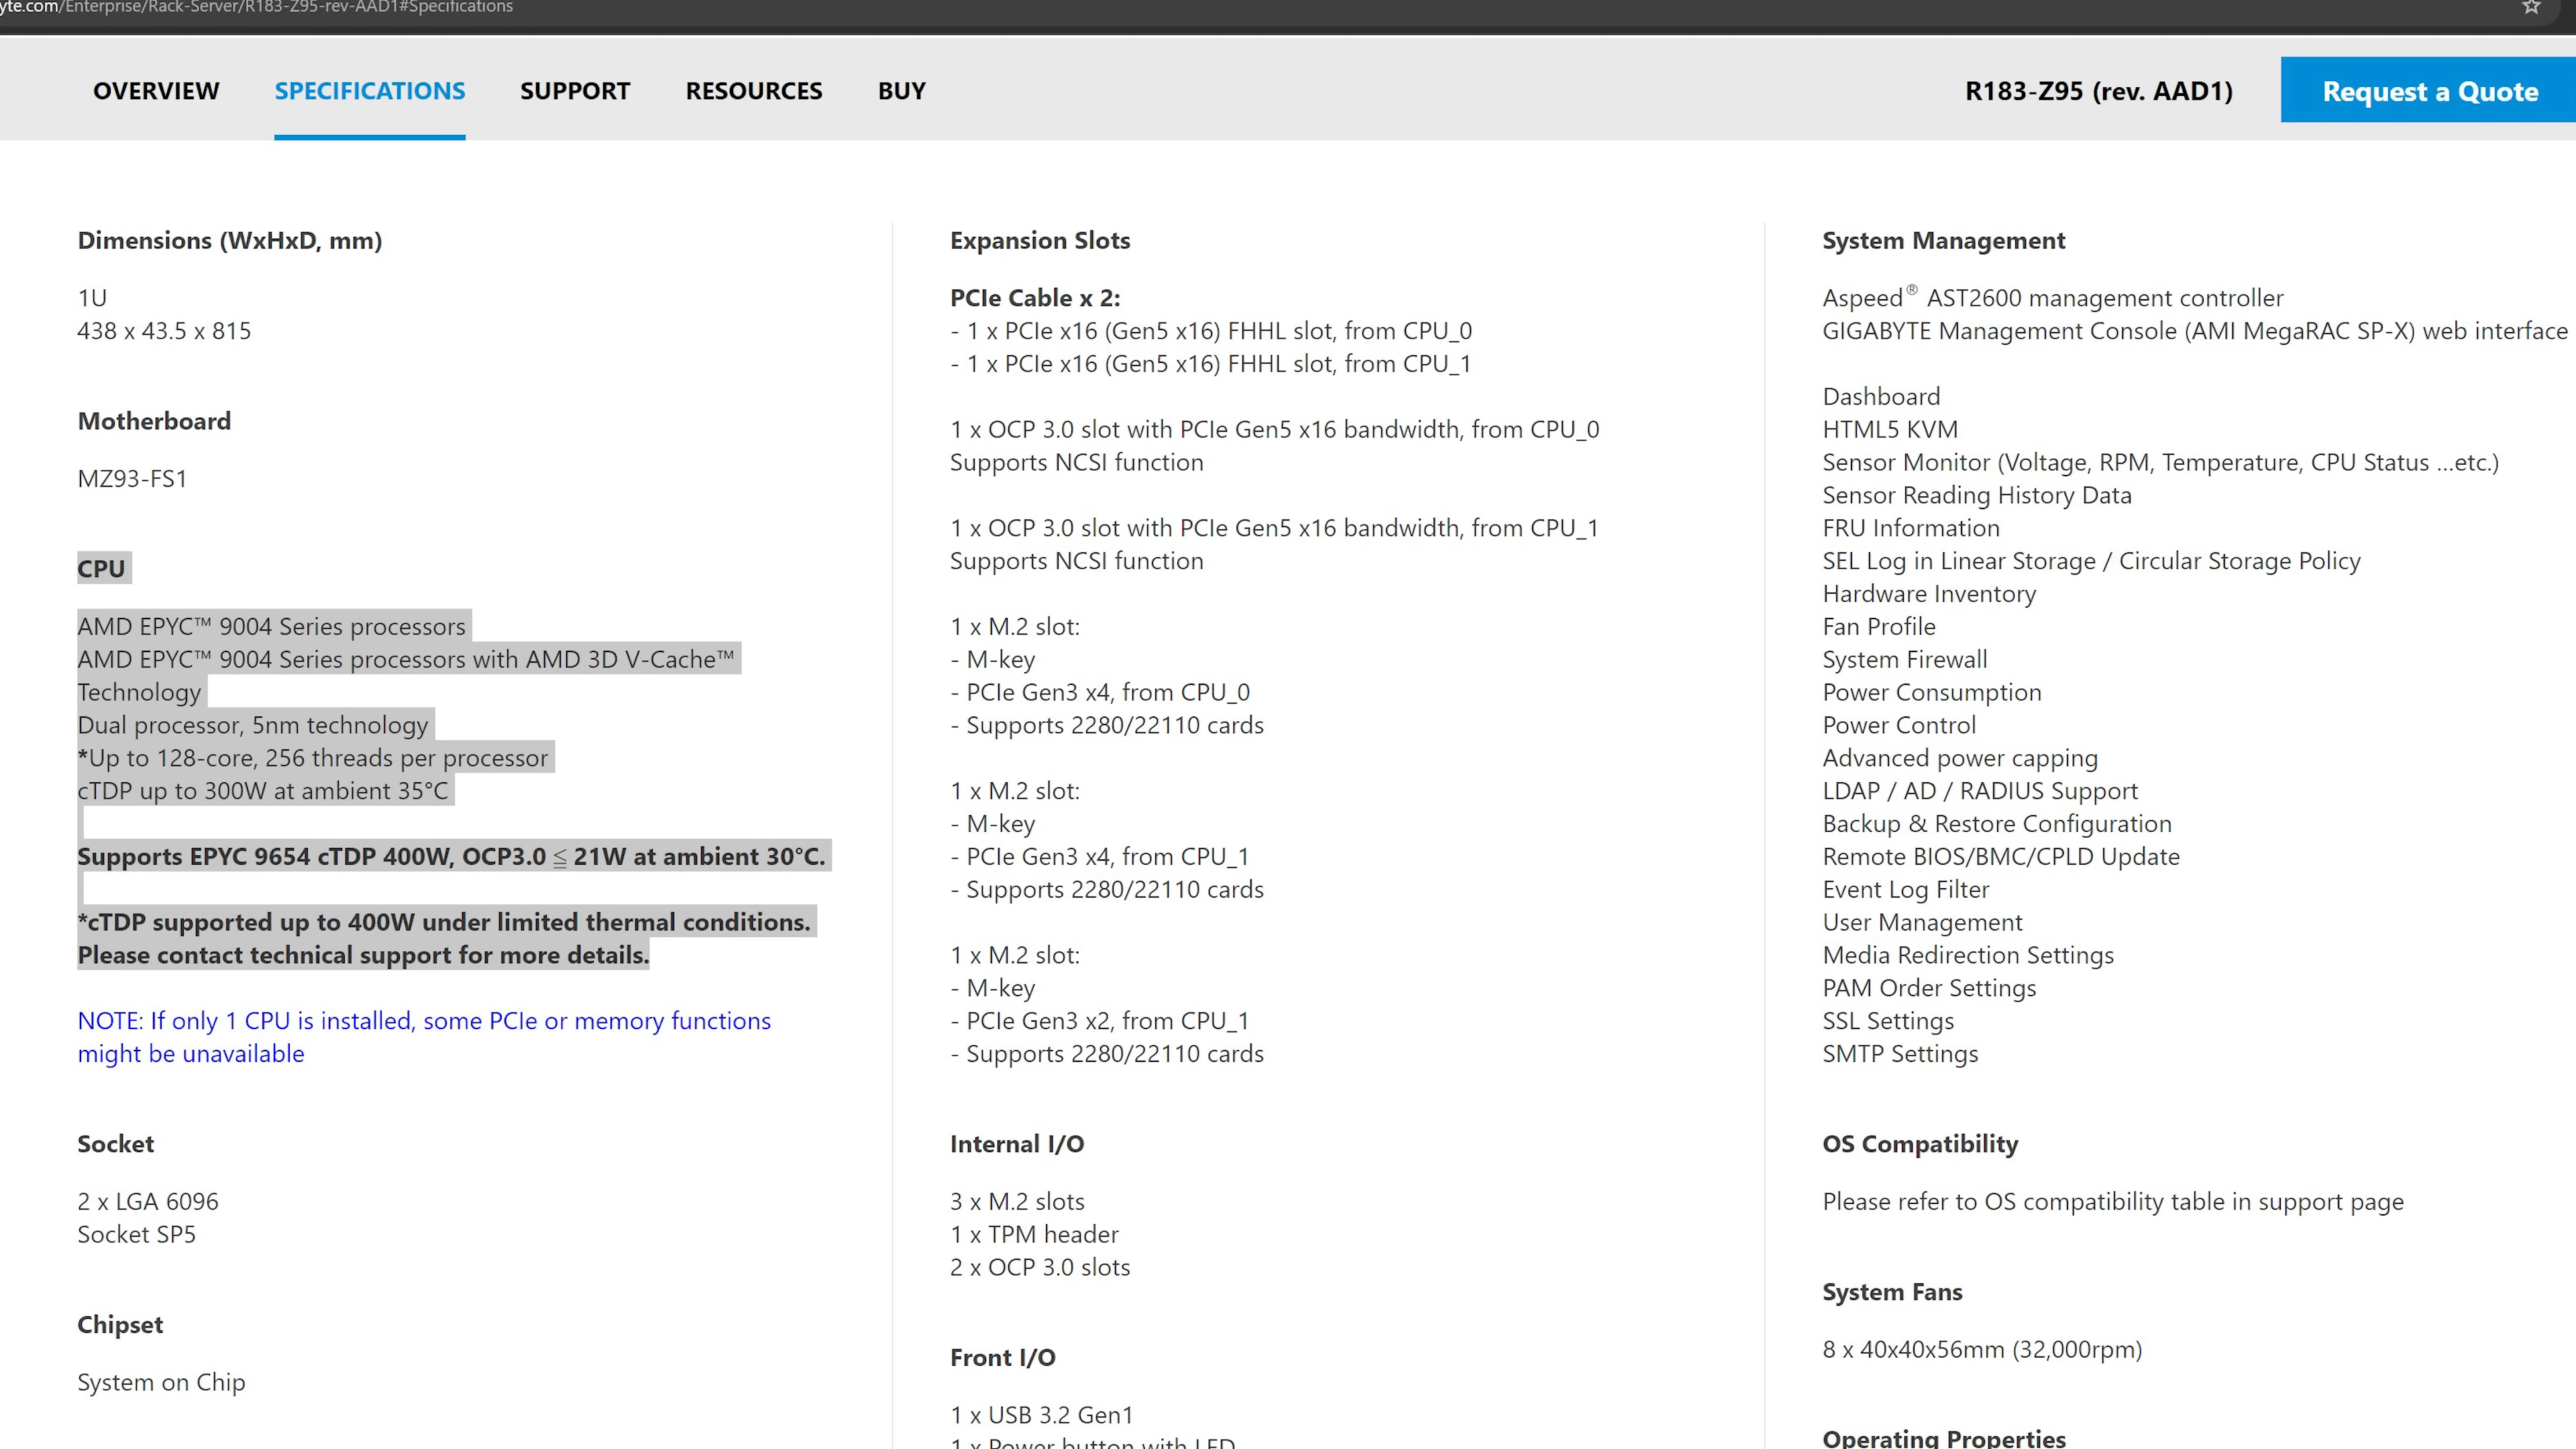 yte.com/Enterprise/Rack-Server/R183-Z95-rev-AAD1#Specifications
OVERVIEW
SPECIFICATIONS
SUPPORT
RESOURCES
BUY
R183-Z95 (rev. AAD1)
Request a Quote
Dimensions (WxHxD, mm)
1U
438 x 43.5 x 815
Motherboard
MZ93-FS1
CPU
AMD EPYC™ 9004 Series processors
AMD EPYC™ 9004 Series processors with AMD 3D V-Cache™
Technology
Dual processor, 5nm technology
*Up to 128-core, 256 threads per processor
cTDP up to 300W at ambient 35°C
Supports EPYC 9654 cTDP 400W, OCP3.0 ≦ 21W at ambient 30°C.
*cTDP supported up to 400W under limited thermal conditions.
Please contact technical support for more details.
NOTE: If only 1 CPU is installed, some PCIe or memory functions
might be unavailable
Socket
2 x LGA 6096
Socket SP5
Chipset
System on Chip
Expansion Slots
PCIe Cable x 2:
- 1 x PCIe x16 (Gen5 x16) FHHL slot, from CPU_0
- 1 x PCIe x16 (Gen5 x16) FHHL slot, from CPU_1
1 x OCP 3.0 slot with PCIe Gen5 x16 bandwidth, from CPU_0
Supports NCSI function
1 x OCP 3.0 slot with PCIe Gen5 x16 bandwidth, from CPU_1
Supports NCSI function
1 x M.2 slot:
- M-key
- PCIe Gen3 x4, from CPU_0
- Supports 2280/22110 cards
1 x M.2 slot:
- M-key
- PCIe Gen3 x4, from CPU_1
- Supports 2280/22110 cards
1 x M.2 slot:
- M-key
- PCIe Gen3 x2, from CPU_1
- Supports 2280/22110 cards
Internal I/O
3 x M.2 slots
1 x TPM header
2 x OCP 3.0 slots
Front I/O
1 x USB 3.2 Gen1
1 x Power button with LED
System Management
Aspeed® AST2600 management controller
GIGABYTE Management Console (AMI MegaRAC SP-X) web interface
Dashboard
HTML5 KVM
Sensor Monitor (Voltage, RPM, Temperature, CPU Status ...etc.)
Sensor Reading History Data
FRU Information
SEL Log in Linear Storage / Circular Storage Policy
Hardware Inventory
Fan Profile
System Firewall
Power Consumption
Power Control
Advanced power capping
LDAP / AD / RADIUS Support
Backup & Restore Configuration
Remote BIOS/BMC/CPLD Update
Event Log Filter
User Management
Media Redirection Settings
PAM Order Settings
SSL Settings
SMTP Settings
OS Compatibility
Please refer to OS compatibility table in support page
System Fans
8 x 40x40x56mm (32,000rpm)
Operating Properties